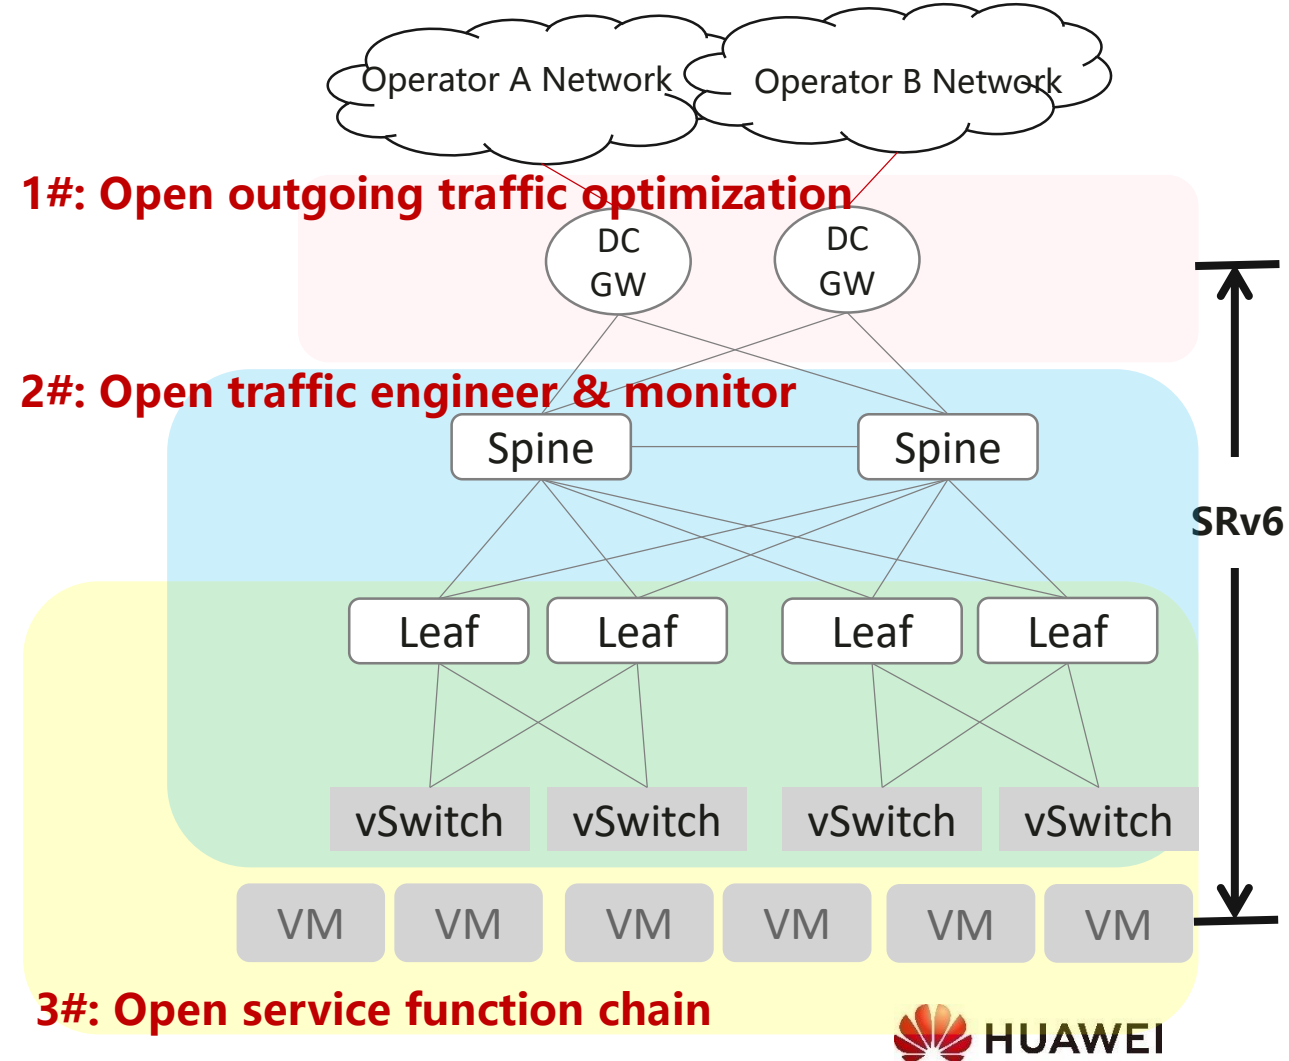 Operator A Network
Operator B Network
1#: Open outgoing traffic optimization
DC
GW
DC
GW
2#: Open traffic engineer & monitor
Spine
Spine
SRv6
Leaf
Leaf
Leaf
Leaf
vSwitch
vSwitch
vSwitch
vSwitch
VM
VM
VM
VM
VM
VM
3#: Open service function chain
HUAWEI